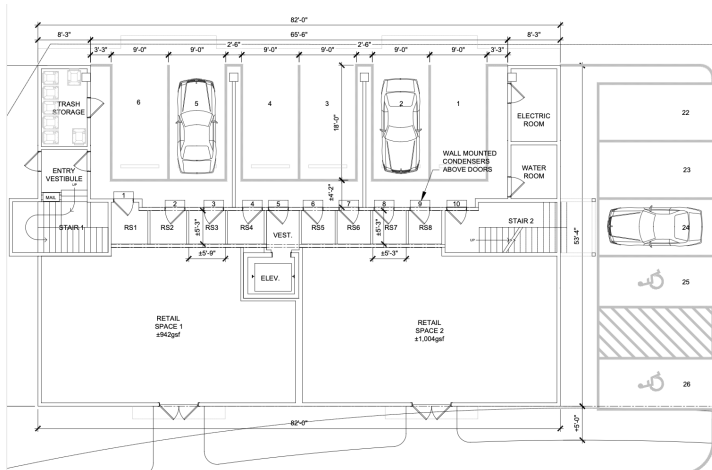 82'-0"
8'-3"
65'-6"
8'-3"
2'-6"
2'-6"
3'-3"
9'-0"
9'-0"
9'-0"
9'-0"
9'-0"
9'-0"
3'-3"
6
5
4
3
2
1
18'-0"
22
23
24
25
26
TRASH
STORAGE
ELECTRIC
ROOM
WALL MOUNTED
CONDENSERS
ABOVE DOORS
WATER
ROOM
ENTRY
VESTIBULE
UP
MAIL
±4'-2"
1
2
3
4
5
6
7
8
9
10
STAIR 1
RS1
RS2
RS3
RS4
VEST.
RS5
RS6
RS7
RS8
STAIR 2
UP
±5'-3"
±5'-3"
±5'-9"
±5'-3"
ELEV.
53'-4"
RETAIL
SPACE 1
±942gsf
RETAIL
SPACE 2
±1,004gsf
82'-0"
+5'-0"